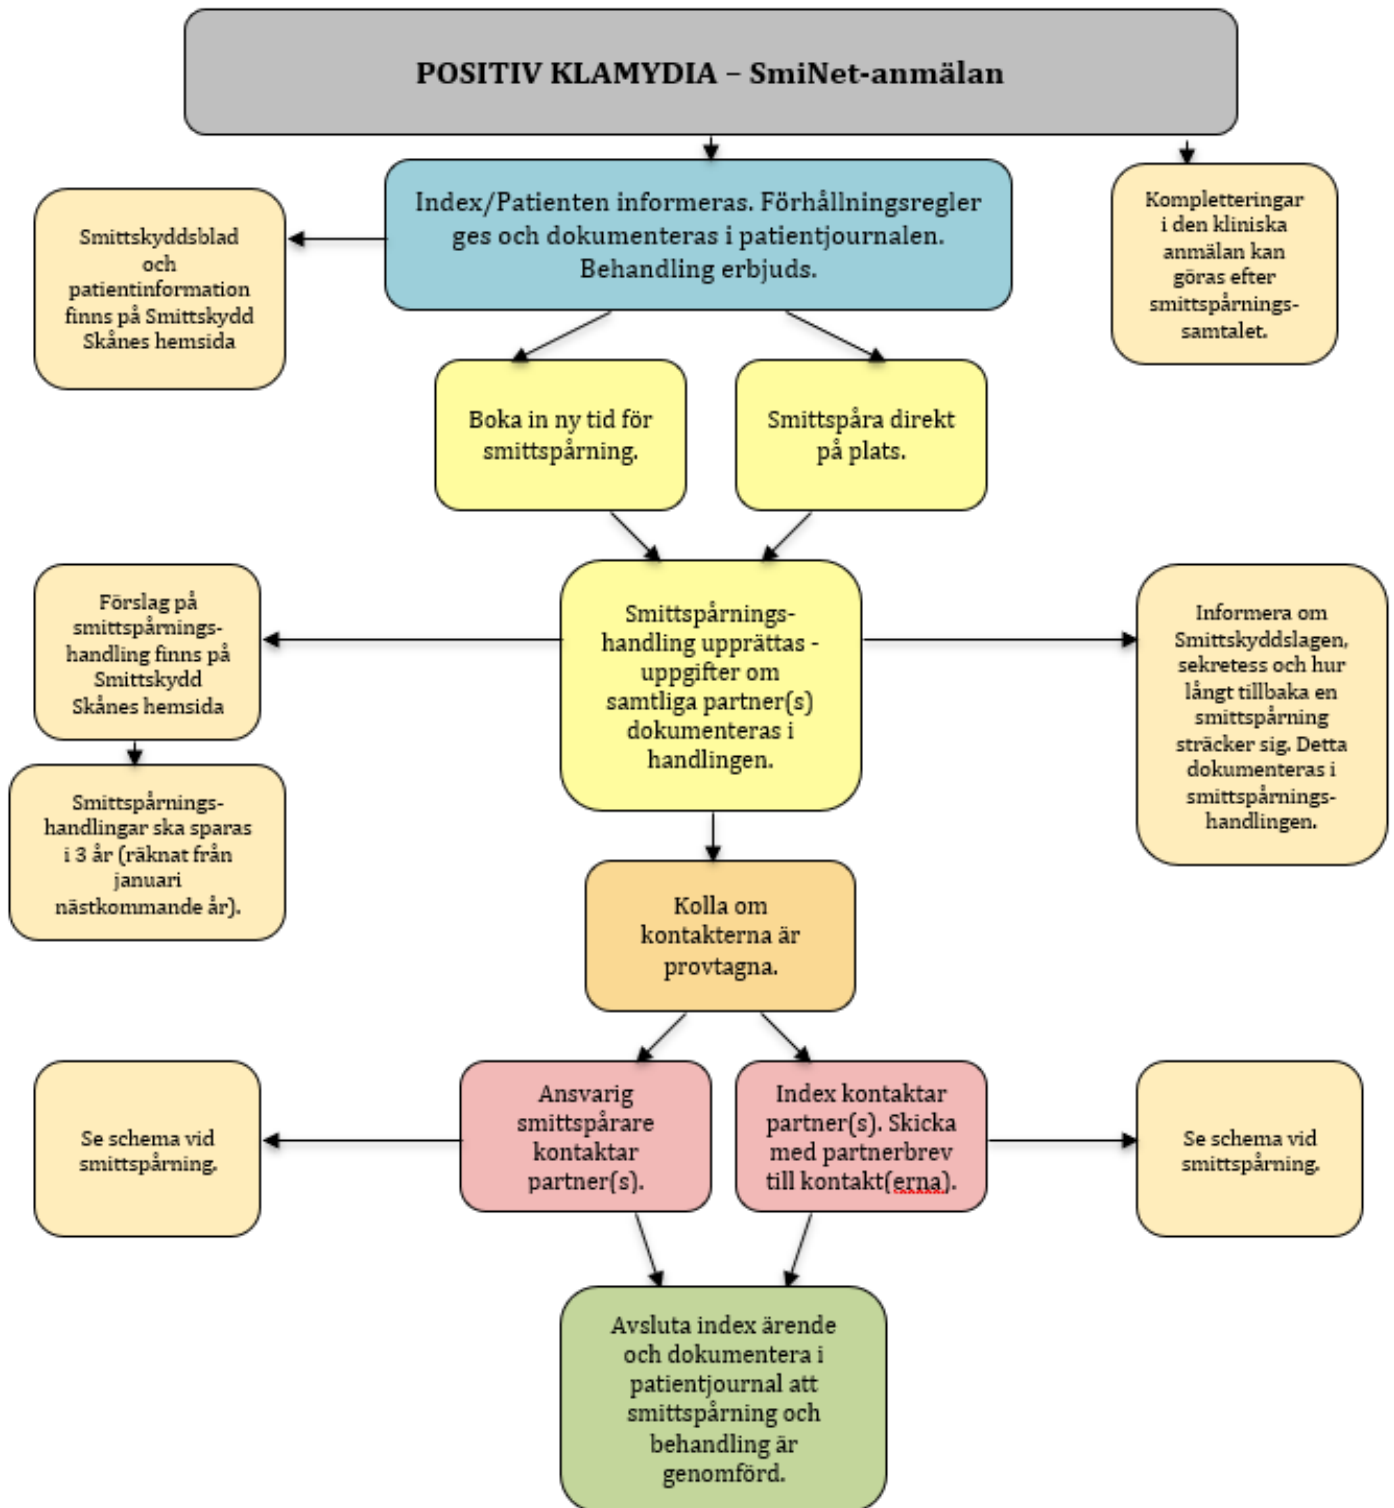 POSITIV KLAMYDIA – SmiNet-anmälan
Index/Patienten informeras. Förhållningsregler
ges och dokumenteras i patientjournalen.
Behandling erbjuds.
Smittskyddsblad
och
patientinformation
finns på Smittskydd
Skånes hemsida
Kompletteringar
i den kliniska
anmälan kan
göras efter
smittspårnings-
samtalet.
Boka in ny tid för
smittspårning.
Smittspåra direkt
på plats.
Förslag på
smittspårnings-
handling finns på
Smittskydd
Skånes hemsida
Smittspårnings-
handling upprättas -
uppgifter om
samtliga partner(s)
dokumenteras i
handlingen.
Informera om
Smittskyddslagen,
sekretess och hur
långt tillbaka en
smittspårning
sträcker sig. Detta
dokumenteras i
smittspårnings-
handlingen.
Smittspårnings-
handlingar ska sparas
i 3 år (räknat från
januari
nästkommande år).
Kolla om
kontakterna är
provtagna.
Se schema vid
smittspårning.
Ansvarig
smittspårare
kontaktar
partner(s).
Index kontaktar
partner(s). Skicka
med partnerbrev
till kontakt(erna).
Se schema vid
smittspårning.
Avsluta index ärende
och dokumentera i
patientjournal att
smittspårning och
behandling är
genomförd.